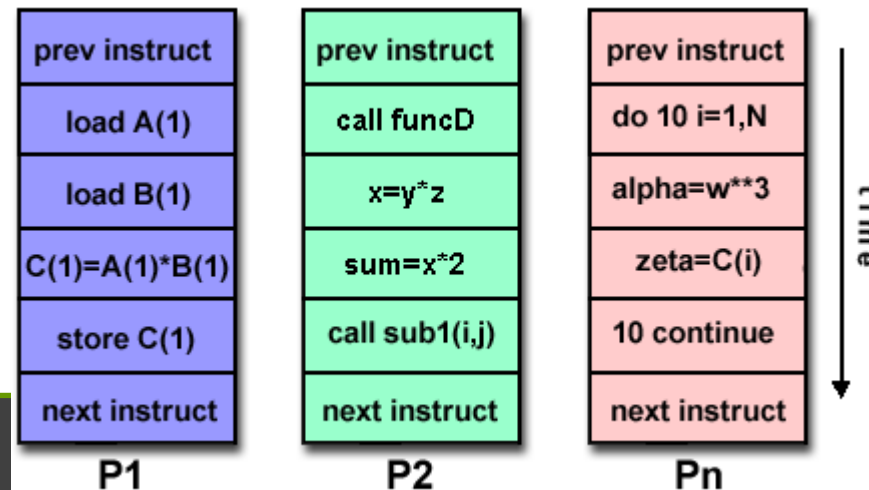 prev instruct
load A(1)
load B(1)
C(1)=A(1)*B(1)
store C(1)
next instruct
P1
prev instruct
call funcD
x=y*z
sum=x*2
call sub1(i,j)
next instruct
P2
prev instruct
do 10 i=1,N
alpha=w**3
zeta=C(i)
10 continue
next instruct
Pn
time